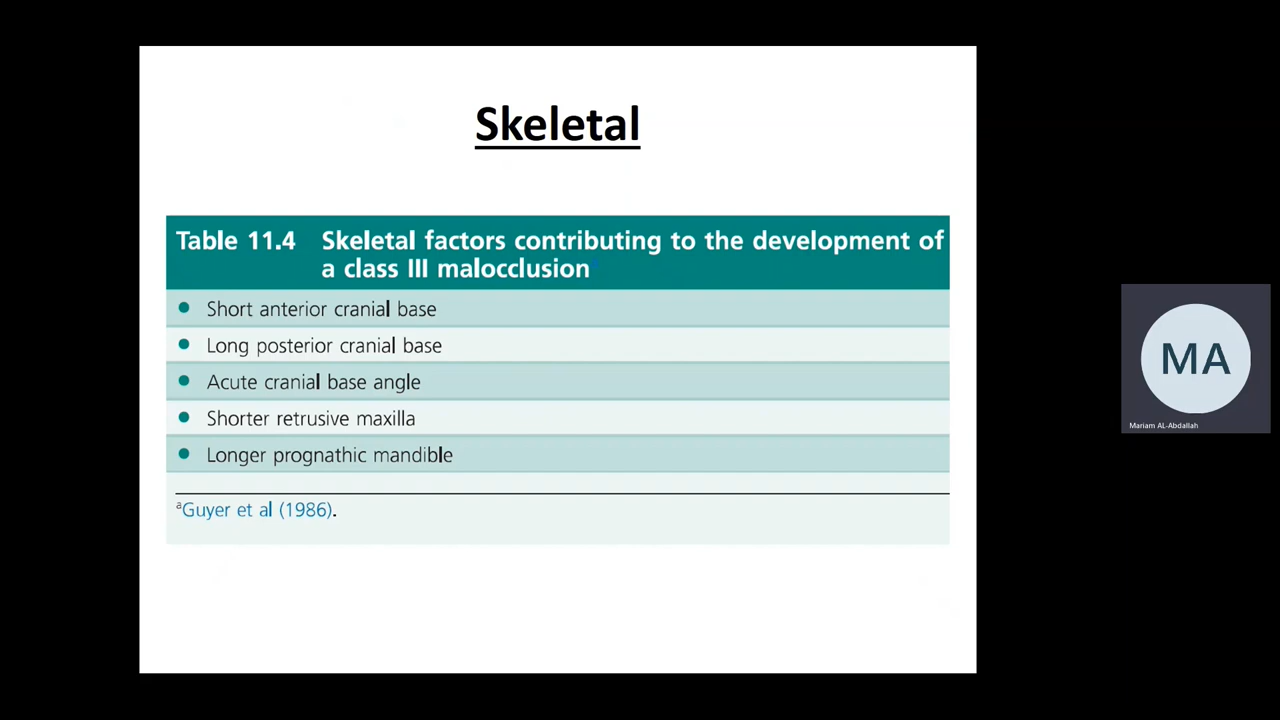 Skeletal
Table 11.4 Skeletal factors contributing to the development of
a class III malocclusion
• Short anterior cranial base
• Long posterior cranial base
• Acute cranial base angle
• Shorter retrusive maxilla
• Longer prognathic mandible
ᵃGuyer et al (1986).
MA
Mariam AL-Abdallah